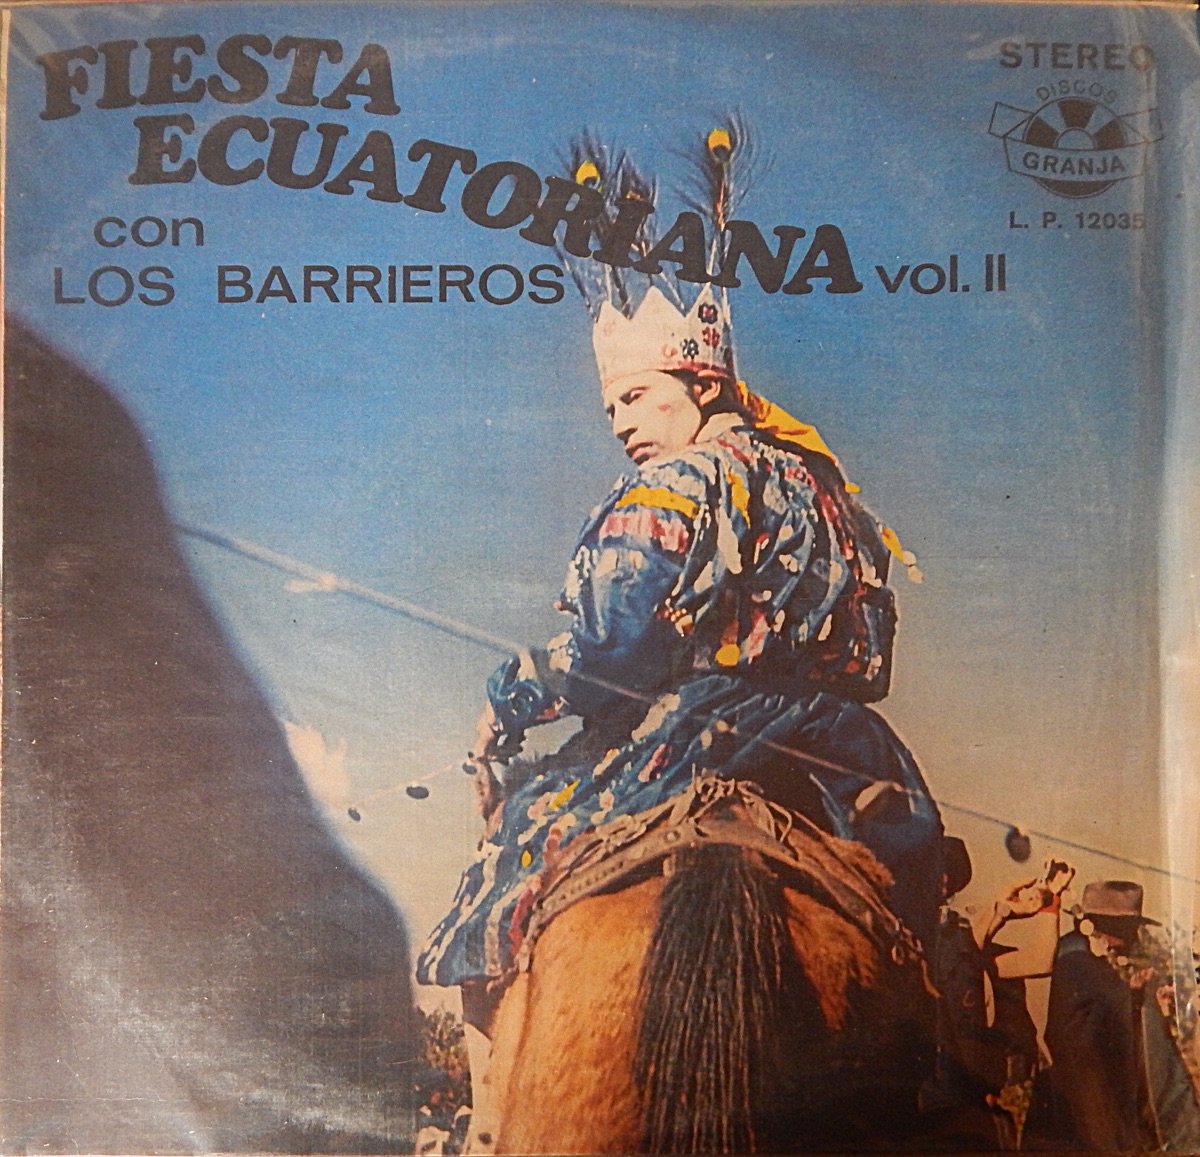 FIESTA
ECUATORIANA vol. II
con
LOS BARRIEROS
STEREO
DISCOS
GRANJA
L. P. 12035